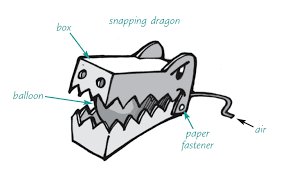 snapping dragon
box
balloon
paper
fastener
air